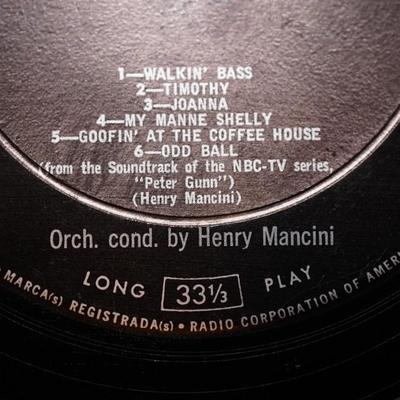 1—WALKIN' BASS
2—TIMOTHY
3—JOANNA
4—MY MANNE SHELLY
5—GOOFIN' AT THE COFFEE HOUSE
6—ODD BALL
(from the Soundtrack of the NBC-TV series,
"Peter Gunn")
(Henry Mancini)
Orch. cond. by Henry Mancini
LONG 33⅓ PLAY
MARCA(s) REGISTRADA(s) • RADIO CORPORATION OF AMER